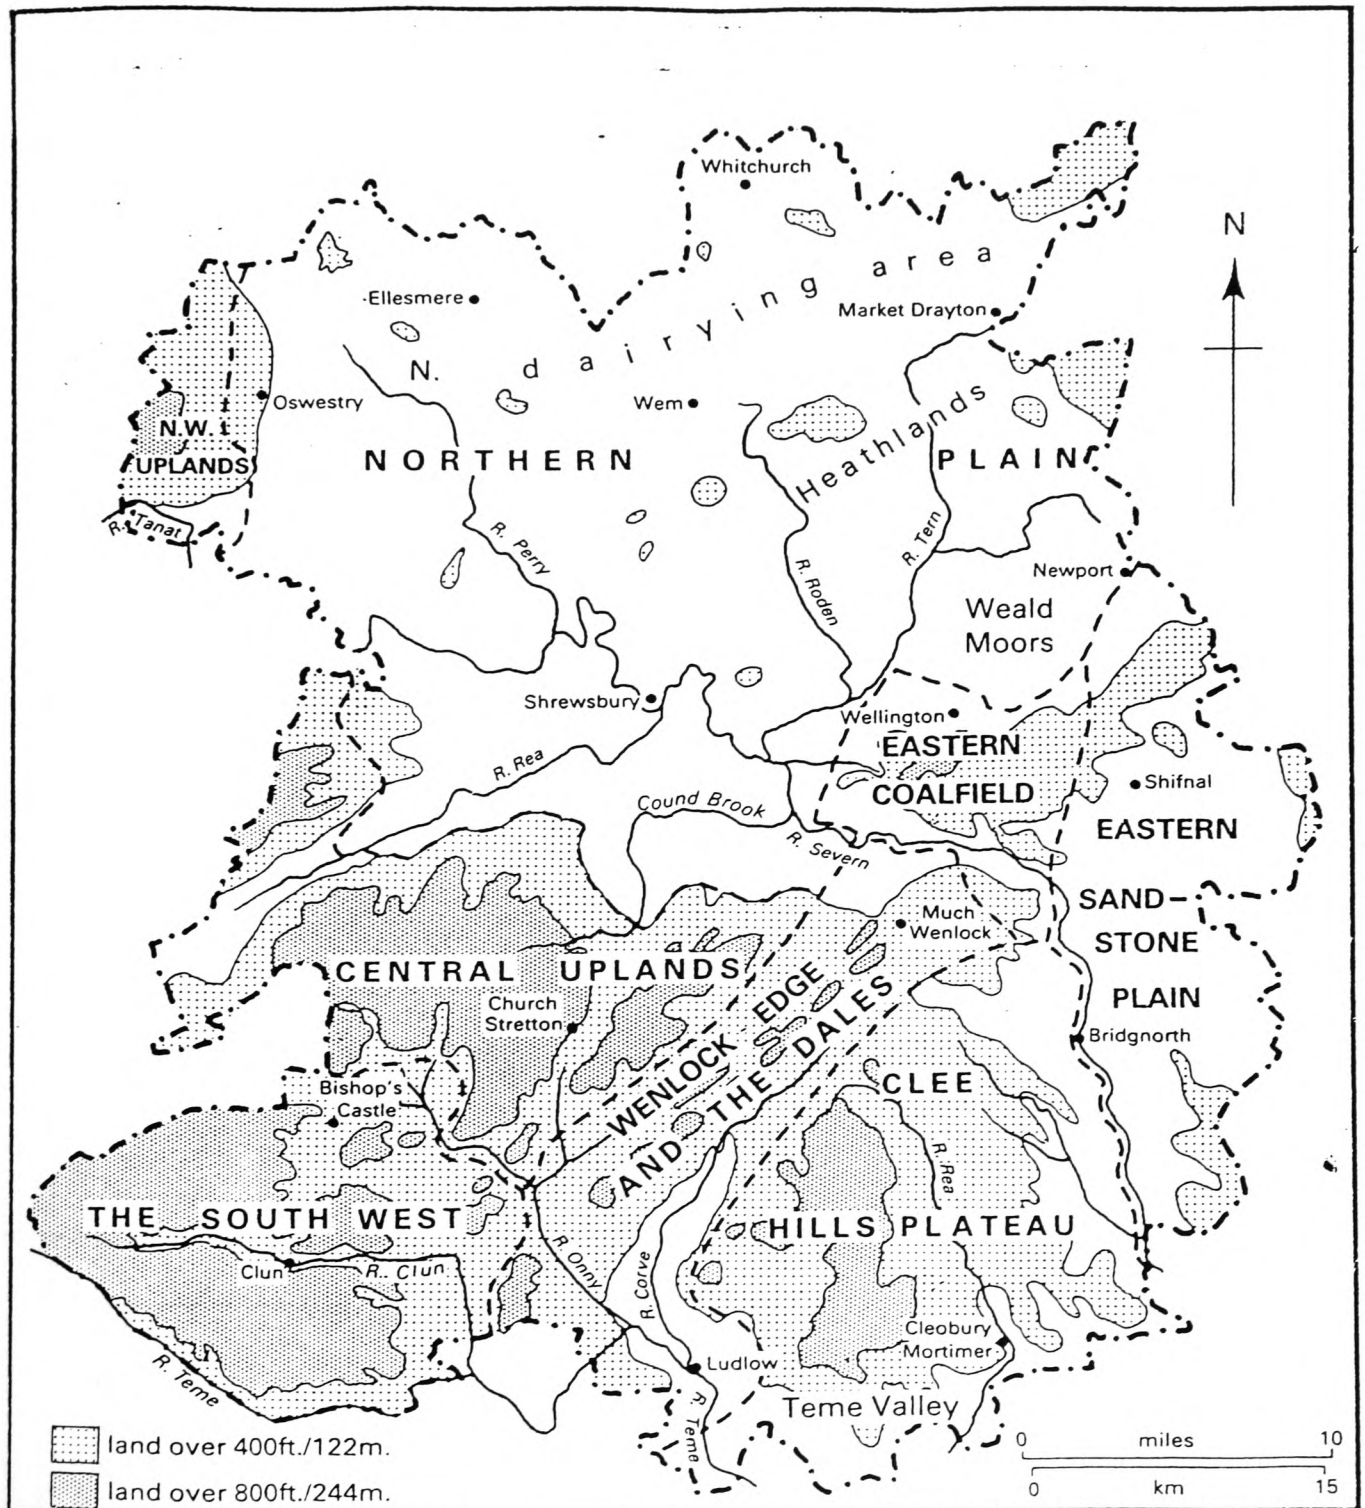 Whitchurch
N
N. dairying area
Ellesmere
Market Drayton
Oswestry
Wem
N.W.
UPLANDS
Heathlands
NORTHERN PLAIN
R. Tanat
R. Perry
R. Roden
R. Tern
Newport
Weald
Moors
Shrewsbury
Wellington
EASTERN
COALFIELD
R. Rea
Shifnal
Cound Brook
R. Severn
EASTERN
SAND-
STONE
PLAIN
Much
Wenlock
CENTRAL UPLANDS
Church
Stretton
WENLOCK EDGE
AND THE DALES
Bridgnorth
Bishop's
Castle
CLEE
HILLS PLATEAU
R. Rea
THE SOUTH WEST
Clun
R. Clun
R. Onny
R. Corve
Cleobury
Mortimer
Ludlow
R. Teme
R. Teme
Teme Valley
land over 400ft./122m.
land over 800ft./244m.
0 miles 10
0 km 15